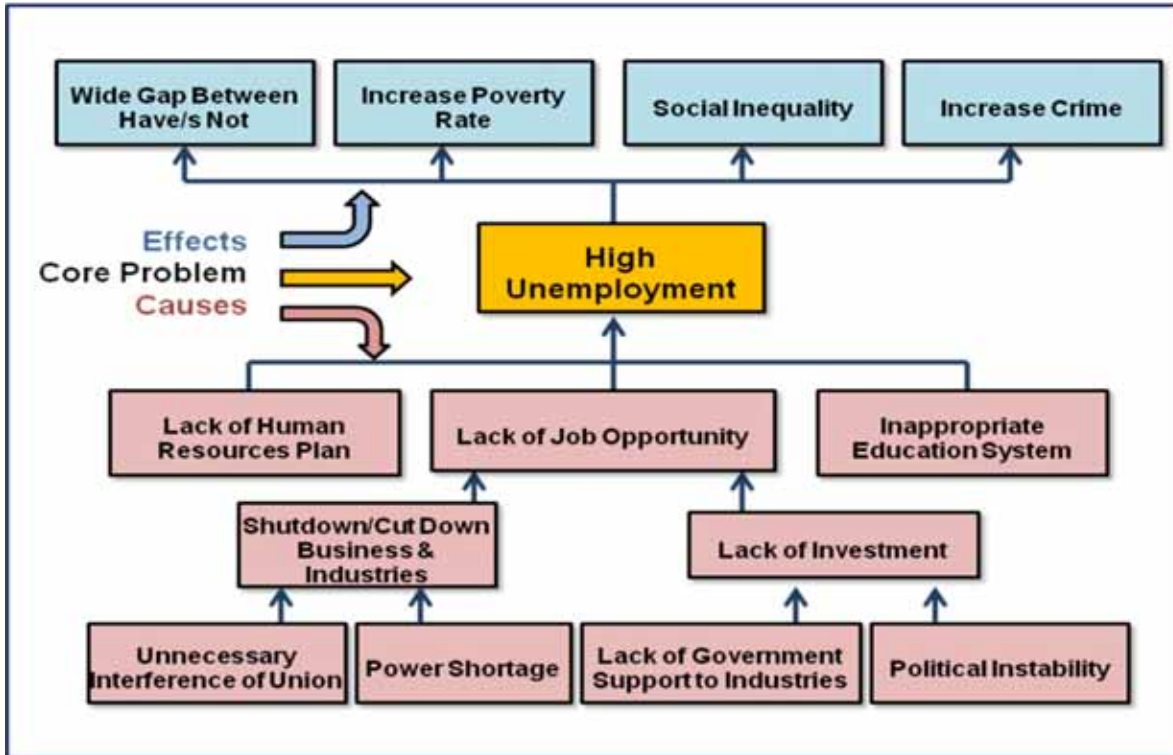 Wide Gap Between
Have/s Not
Increase Poverty
Rate
Social Inequality
Increase Crime
Effects
Core Problem
Causes
High
Unemployment
Lack of Human
Resources Plan
Lack of Job Opportunity
Inappropriate
Education System
Shutdown/Cut Down
Business &
Industries
Lack of Investment
Unnecessary
Interference of Union
Power Shortage
Lack of Government
Support to Industries
Political Instability